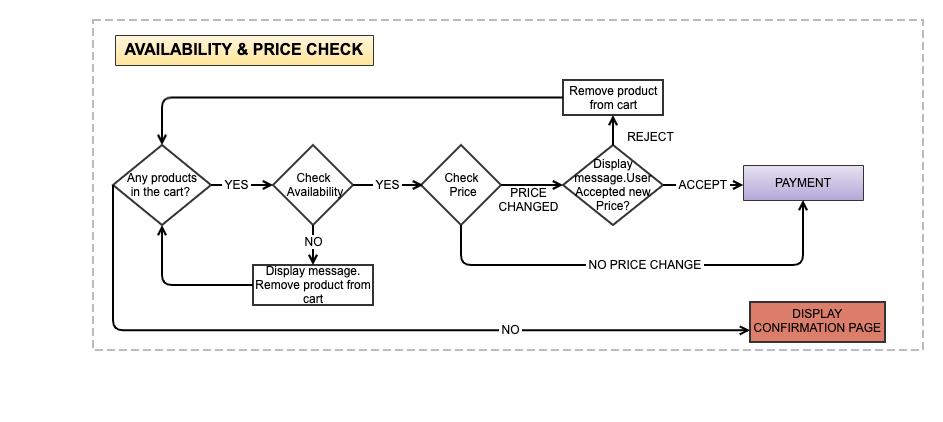 AVAILABILITY & PRICE CHECK
Remove product
from cart
REJECT
Any products
in the cart?
YES
Check
Availability
YES
Check
Price
PRICE
CHANGED
Display
message.User
Accepted new
Price?
ACCEPT
PAYMENT
NO
NO PRICE CHANGE
Display message.
Remove product from
cart
NO
DISPLAY
CONFIRMATION PAGE